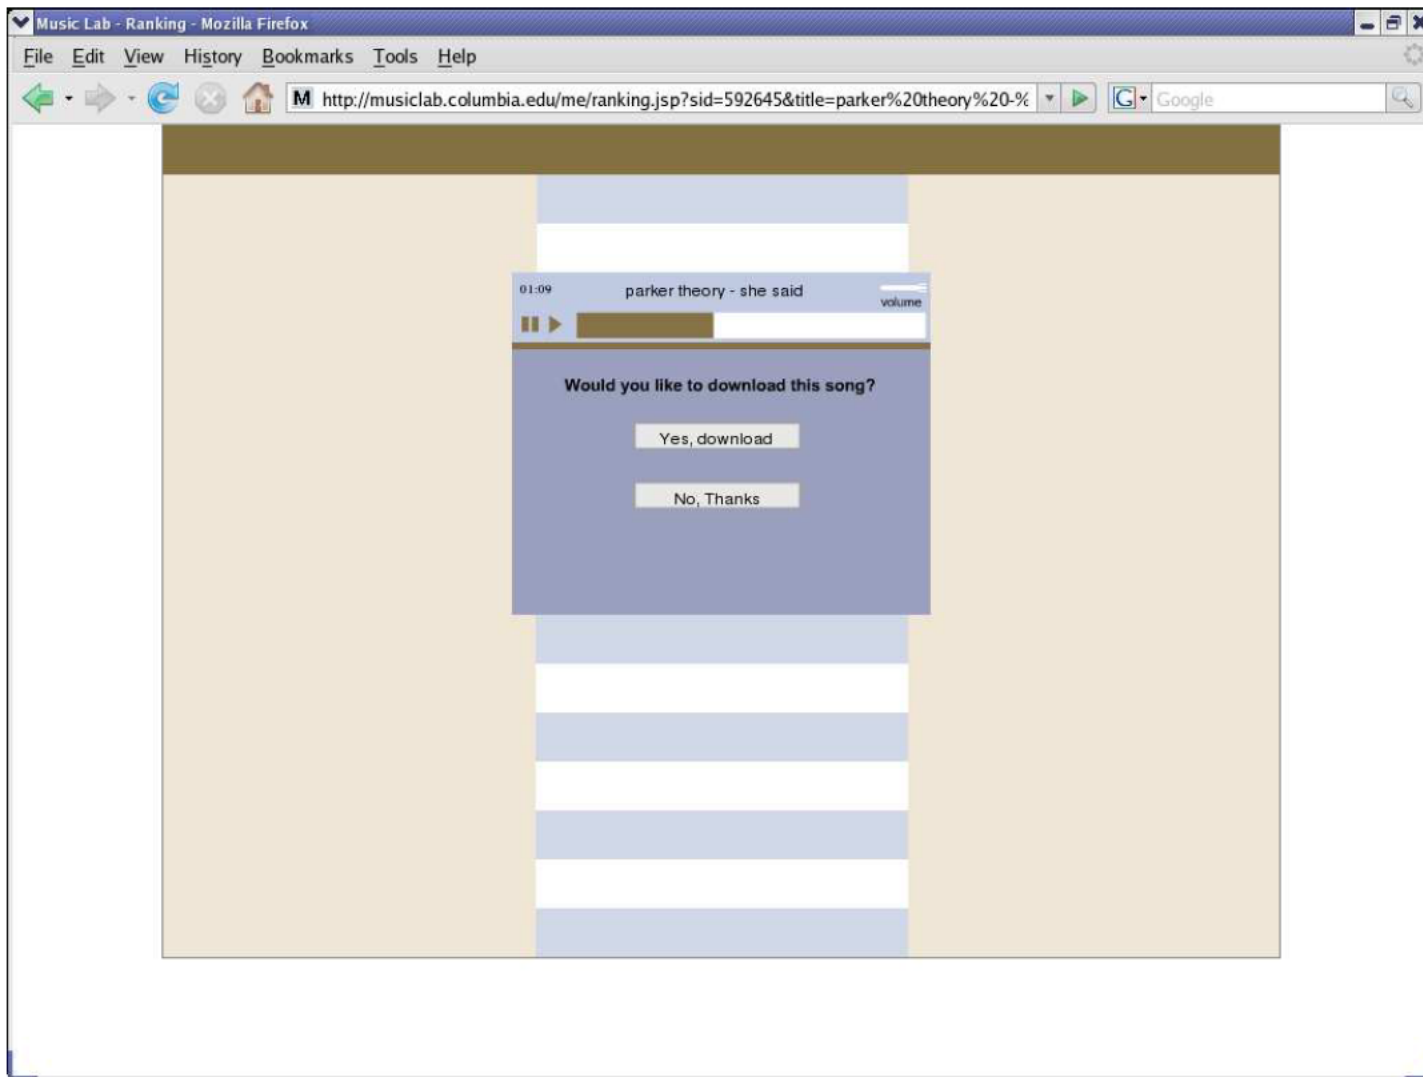 Music Lab - Ranking - Mozilla Firefox
File Edit View History Bookmarks Tools Help
M http://musiclab.columbia.edu/me/ranking.jsp?sid=592645&title=parker%20theory%20-% G Google
01:09 parker theory - she said volume
Would you like to download this song?
Yes, download
No, Thanks